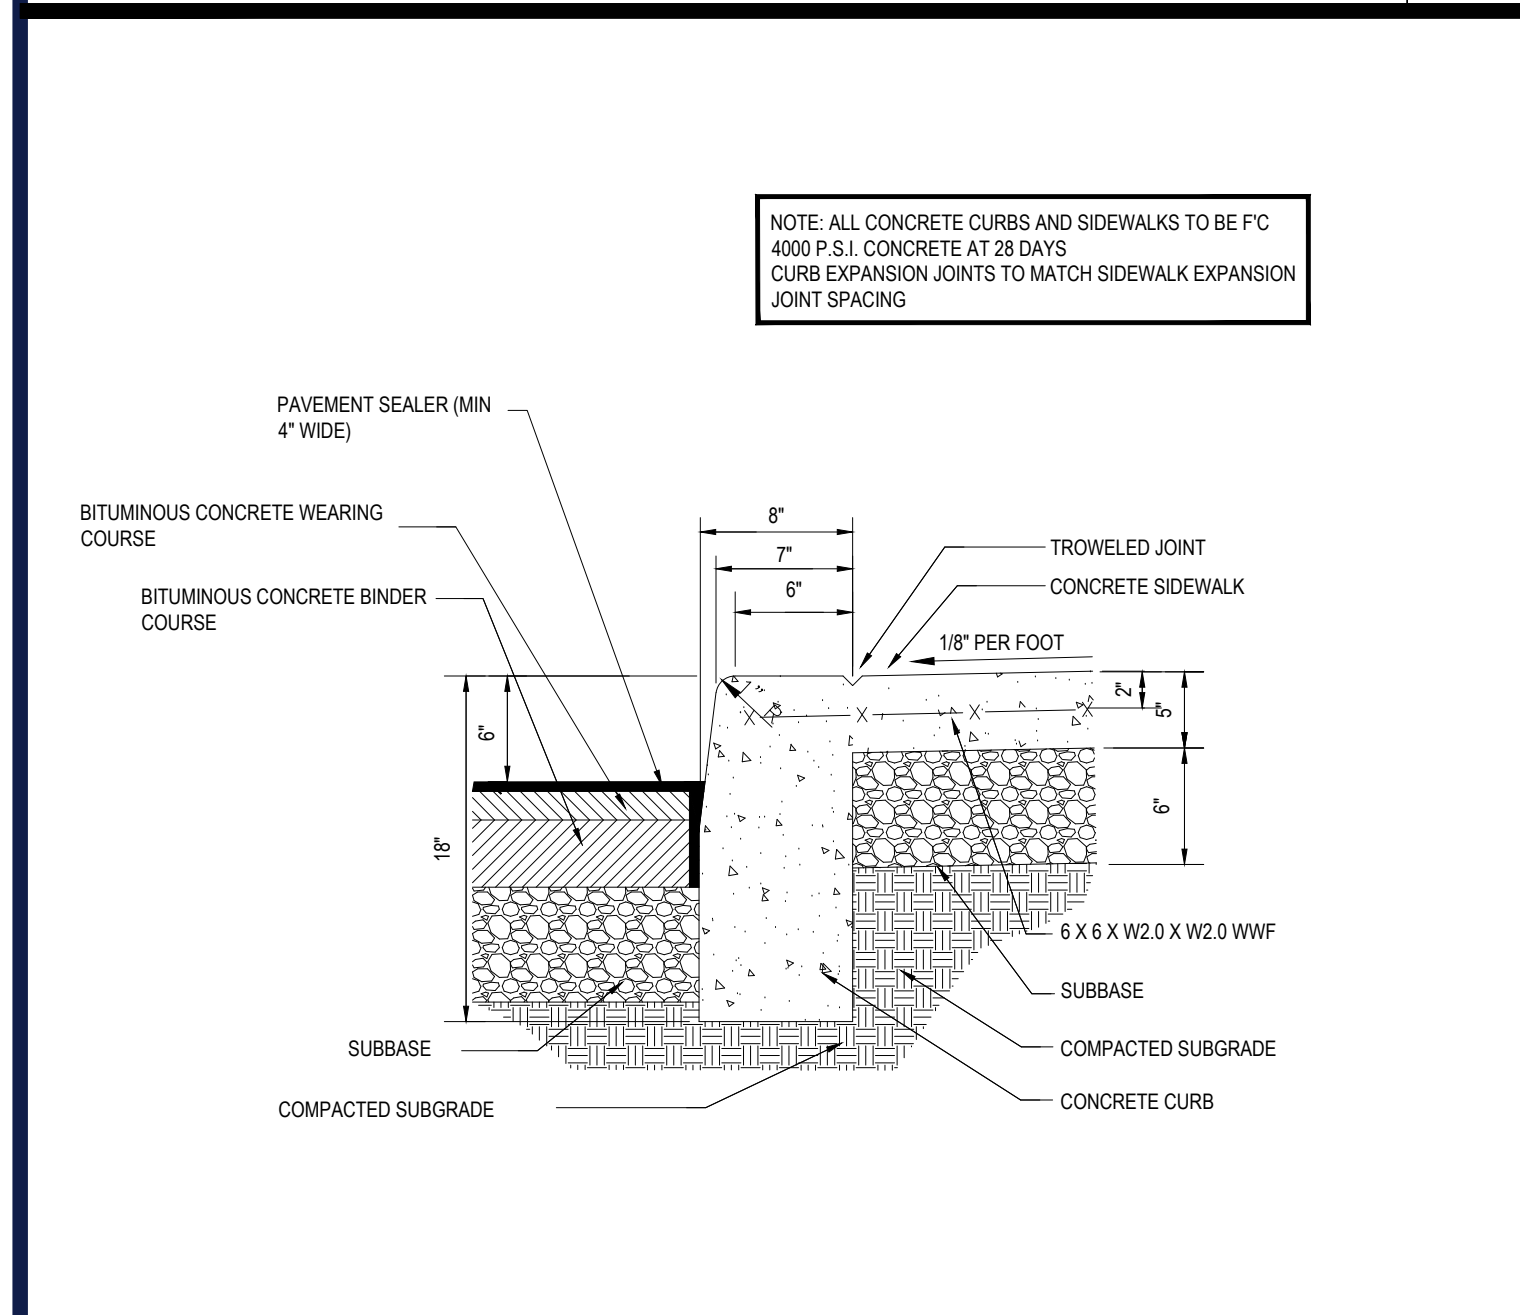 NOTE: ALL CONCRETE CURBS AND SIDEWALKS TO BE F'C
4000 P.S.I. CONCRETE AT 28 DAYS
CURB EXPANSION JOINTS TO MATCH SIDEWALK EXPANSION
JOINT SPACING
PAVEMENT SEALER (MIN
4" WIDE)
BITUMINOUS CONCRETE WEARING
COURSE
BITUMINOUS CONCRETE BINDER
COURSE
8"
7"
6"
TROWELED JOINT
CONCRETE SIDEWALK
1/8" PER FOOT
1" R
2"
5"
6"
6"
18"
6 X 6 X W2.0 X W2.0 WWF
SUBBASE
COMPACTED SUBGRADE
CONCRETE CURB
SUBBASE
COMPACTED SUBGRADE